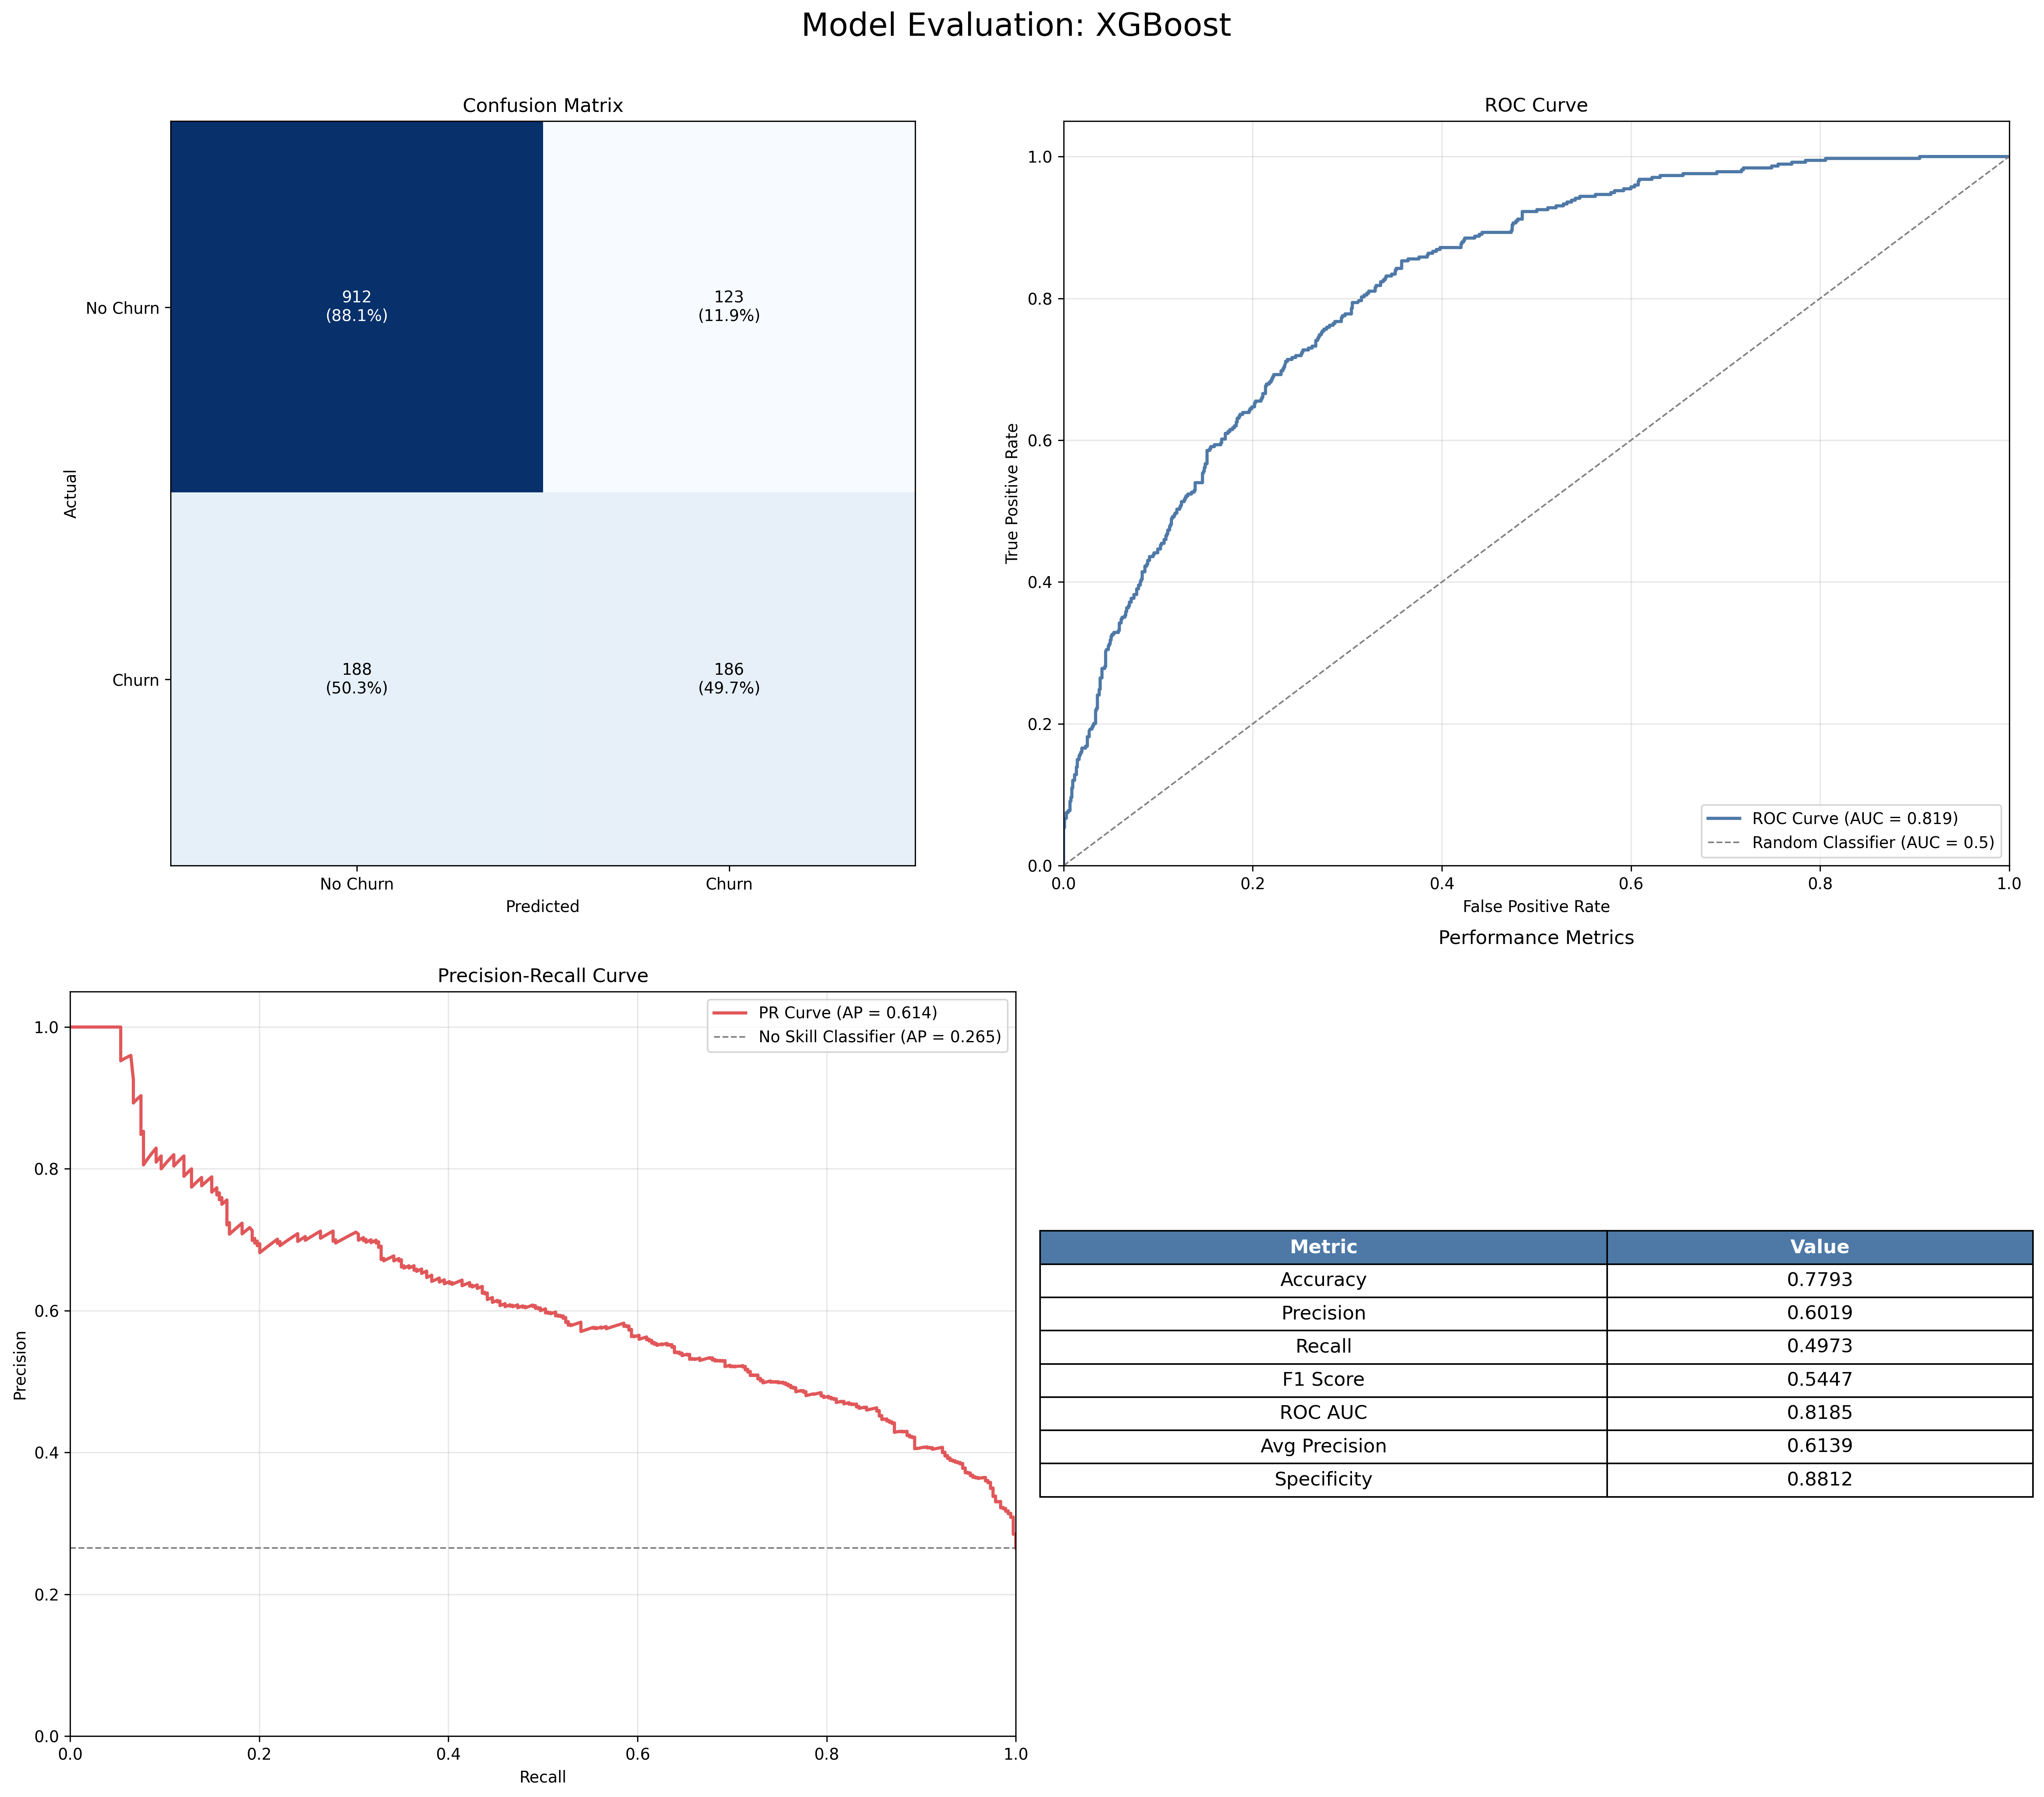 Model Evaluation: XGBoost
Confusion Matrix
912
(88.1%)
123
(11.9%)
188
(50.3%)
186
(49.7%)
No Churn
Churn
Actual
No Churn
Churn
Predicted
ROC Curve
1.0
0.8
0.6
0.4
0.2
0.0
True Positive Rate
ROC Curve (AUC = 0.819)
Random Classifier (AUC = 0.5)
0.0
0.2
0.4
0.6
0.8
1.0
False Positive Rate
Precision-Recall Curve
1.0
0.8
0.6
0.4
0.2
0.0
Precision
PR Curve (AP = 0.614)
No Skill Classifier (AP = 0.265)
0.0
0.2
0.4
0.6
0.8
1.0
Recall
Performance Metrics
Metric Value
Accuracy 0.7793
Precision 0.6019
Recall 0.4973
F1 Score 0.5447
ROC AUC 0.8185
Avg Precision 0.6139
Specificity 0.8812